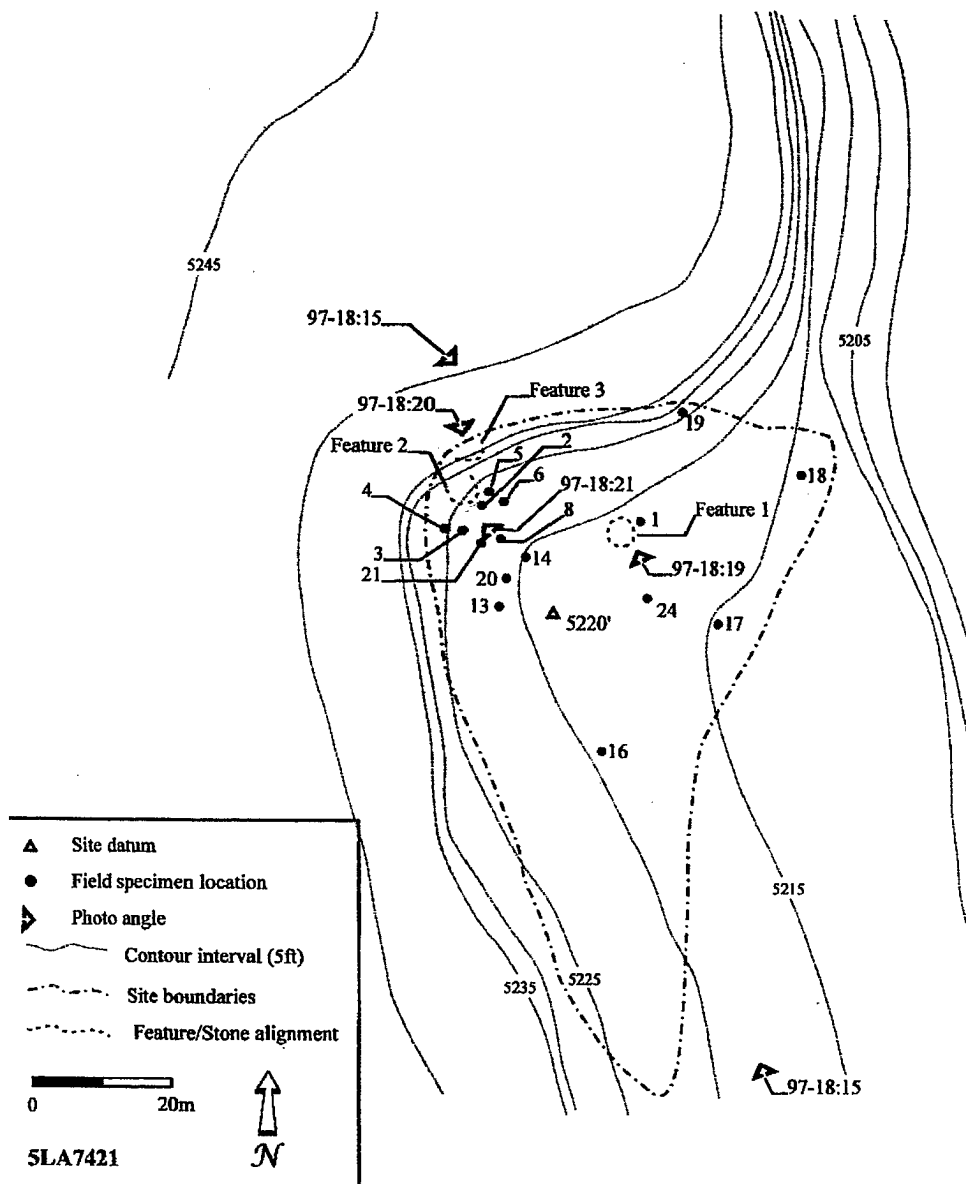 5245
97-18:15
5205
Feature 3
97-18:20
19
Feature 2
2
5
18
6
97-18:21
4
Feature 1
8
1
3
14
97-18:19
21
20
24
13
5220'
17
16
Site datum
Field specimen location
5215
Photo angle
Contour interval (5ft)
5225
5235
Site boundaries
Feature/Stone alignment
0 20m
97-18:15
5LA7421
N